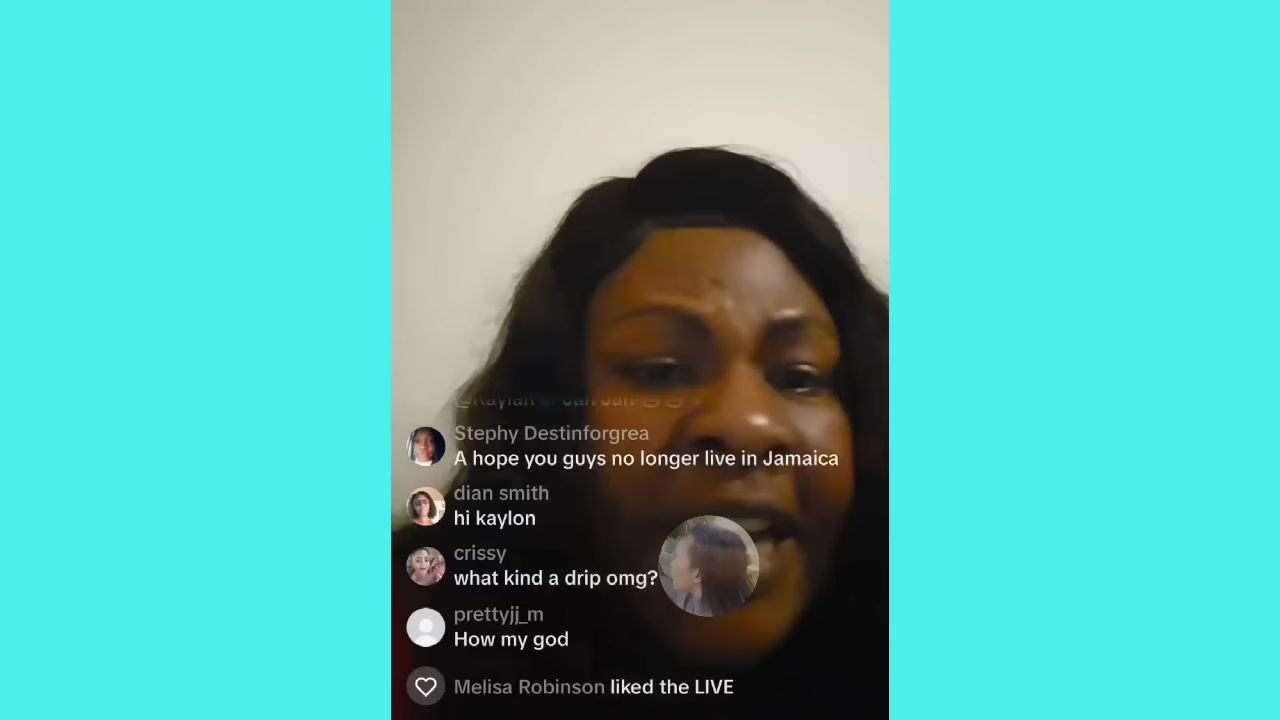 Stephy Destinforgrea
A hope you guys no longer live in Jamaica
dian smith
hi kaylon
crissy
what kind a drip omg?
prettyjj_m
How my god
Melisa Robinson liked the LIVE